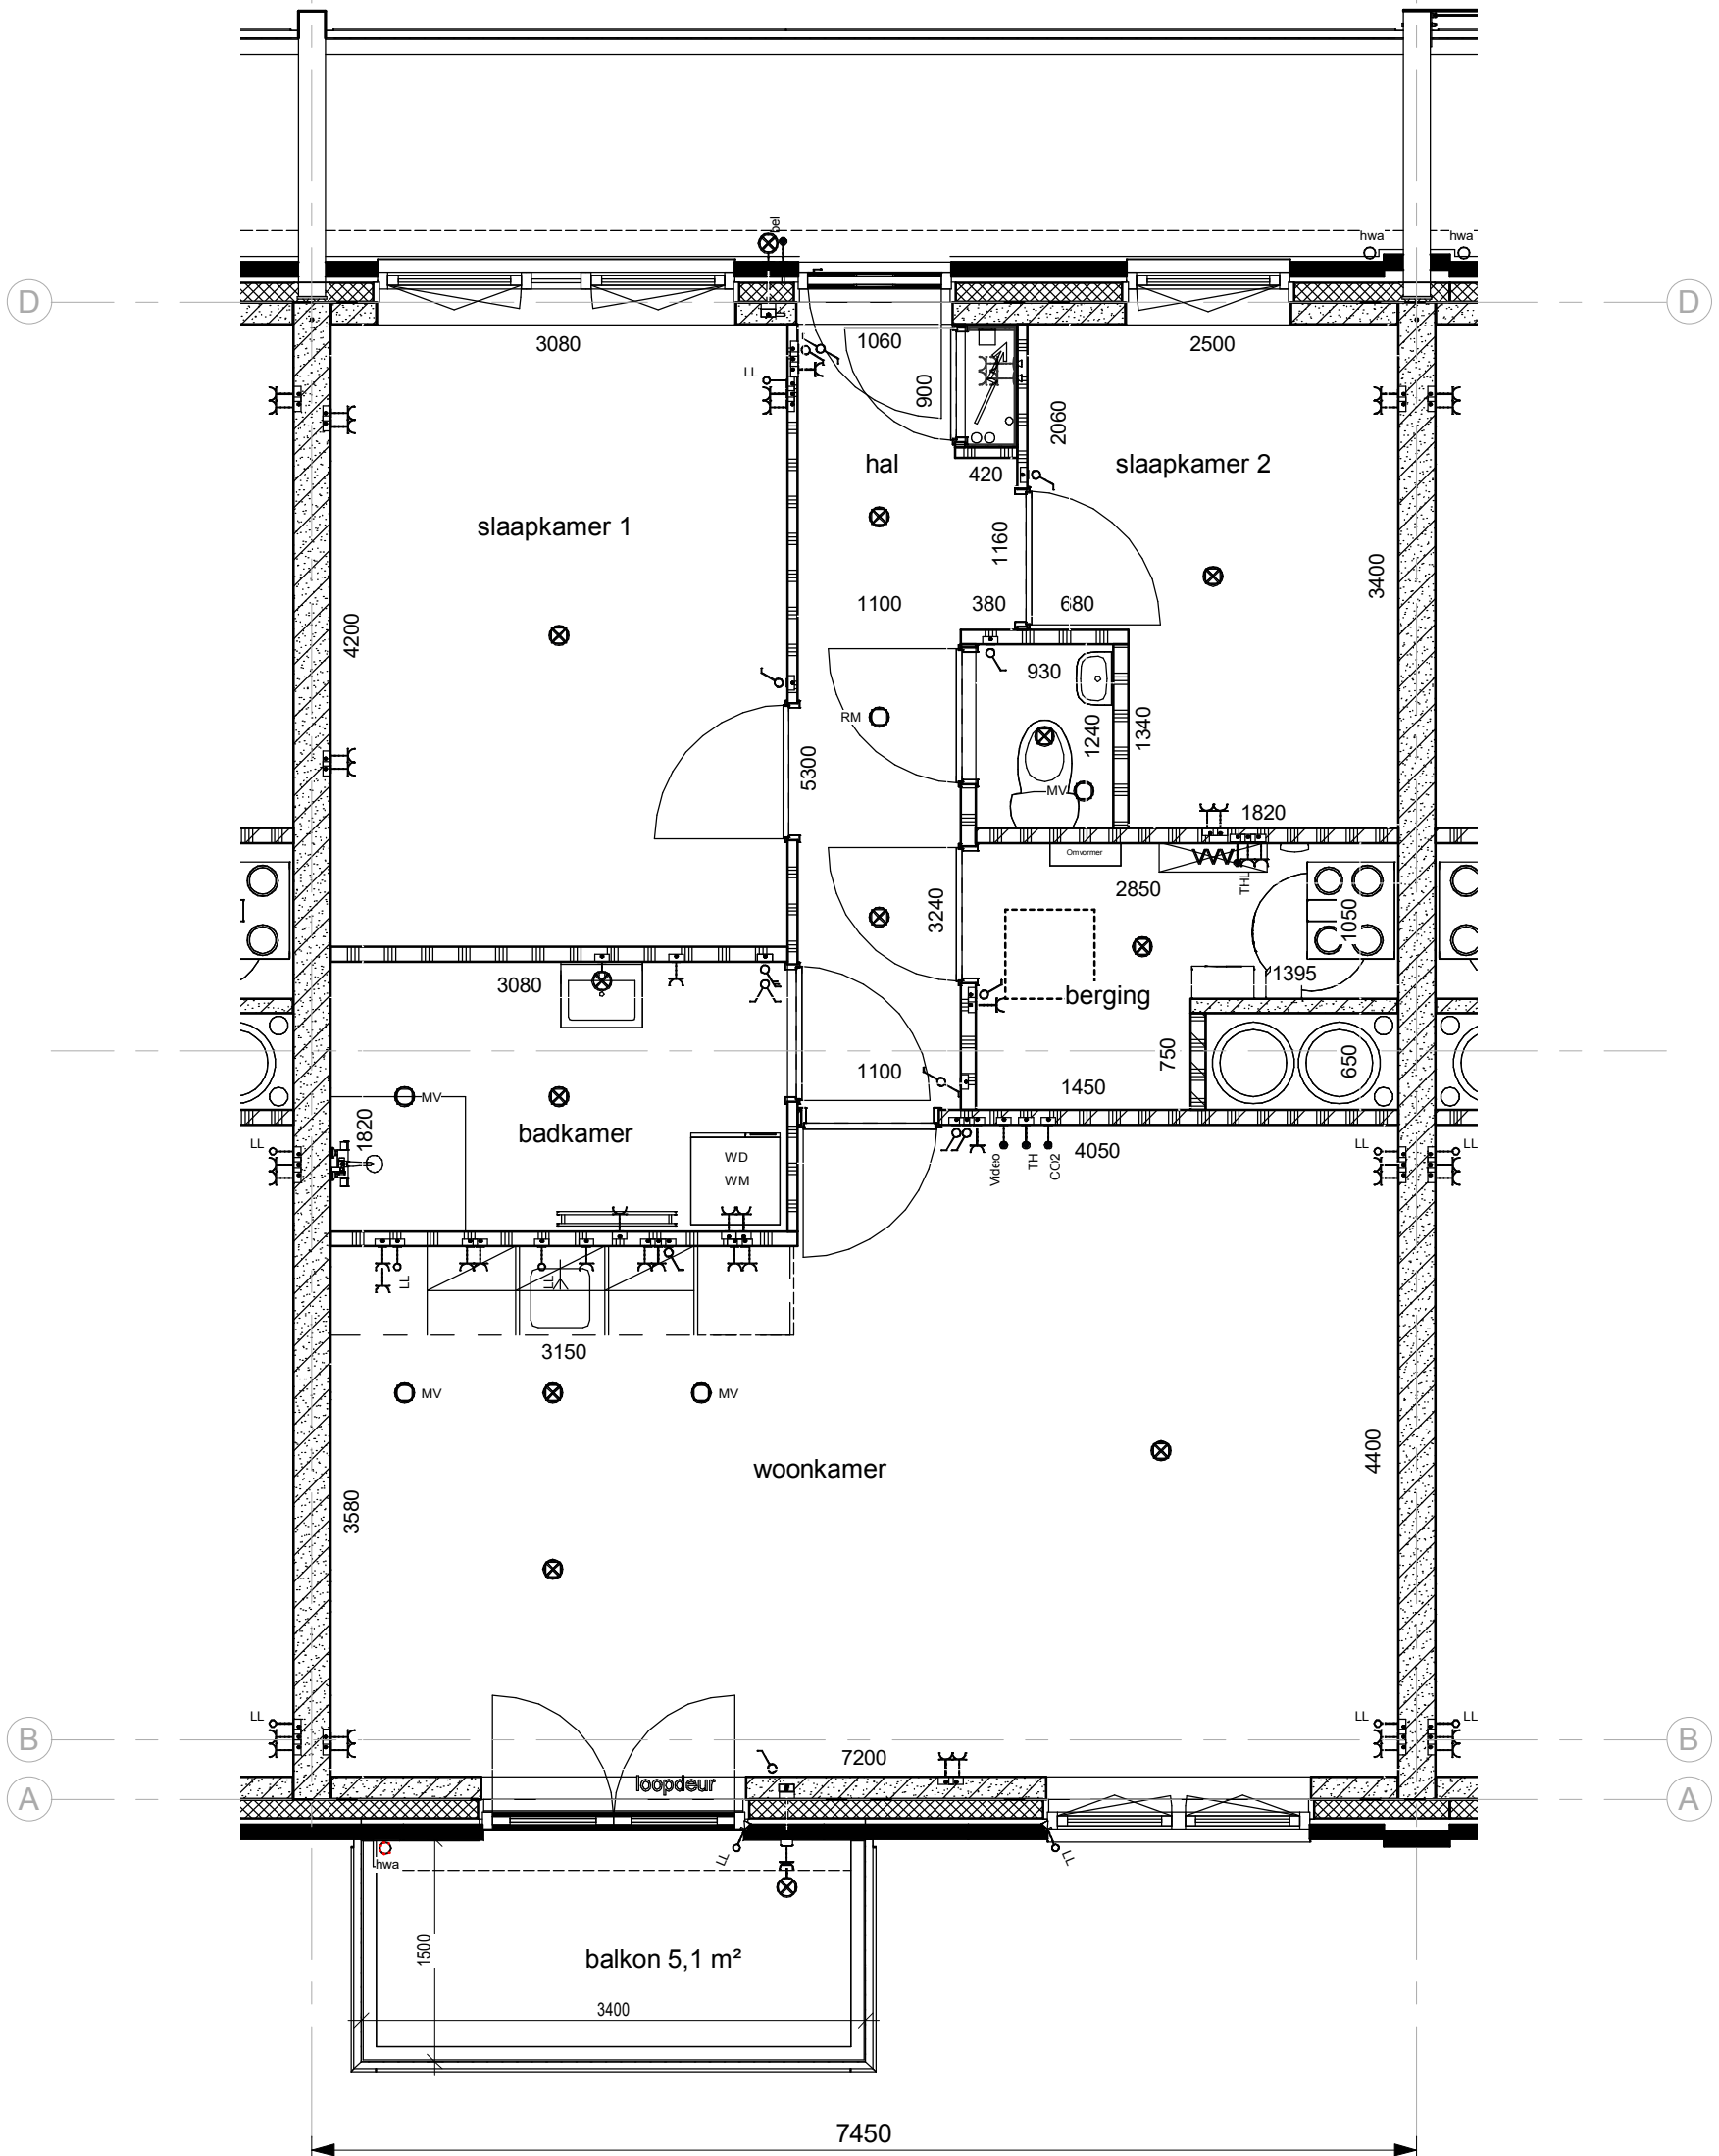 bel
hwa
hwa
D
D
3080
1060
2500
LL
900
2060
hal
slaapkamer 2
420
slaapkamer 1
1160
3400
1100
380
680
4200
930
RM
1240
1340
5300
MV
1820
Omvormer
THL
2850
3240
1050
3080
1395
berging
750
650
1100
1450
MV
1820
badkamer
4050
LL
LL
LL
WD
WM
Video
TH
CO2
LL
LL
3150
MV
MV
woonkamer
4400
3580
LL
LL
LL
B
B
7200
loopdeur
A
A
LL
LL
hwa
1500
balkon 5,1 m²
3400
7450